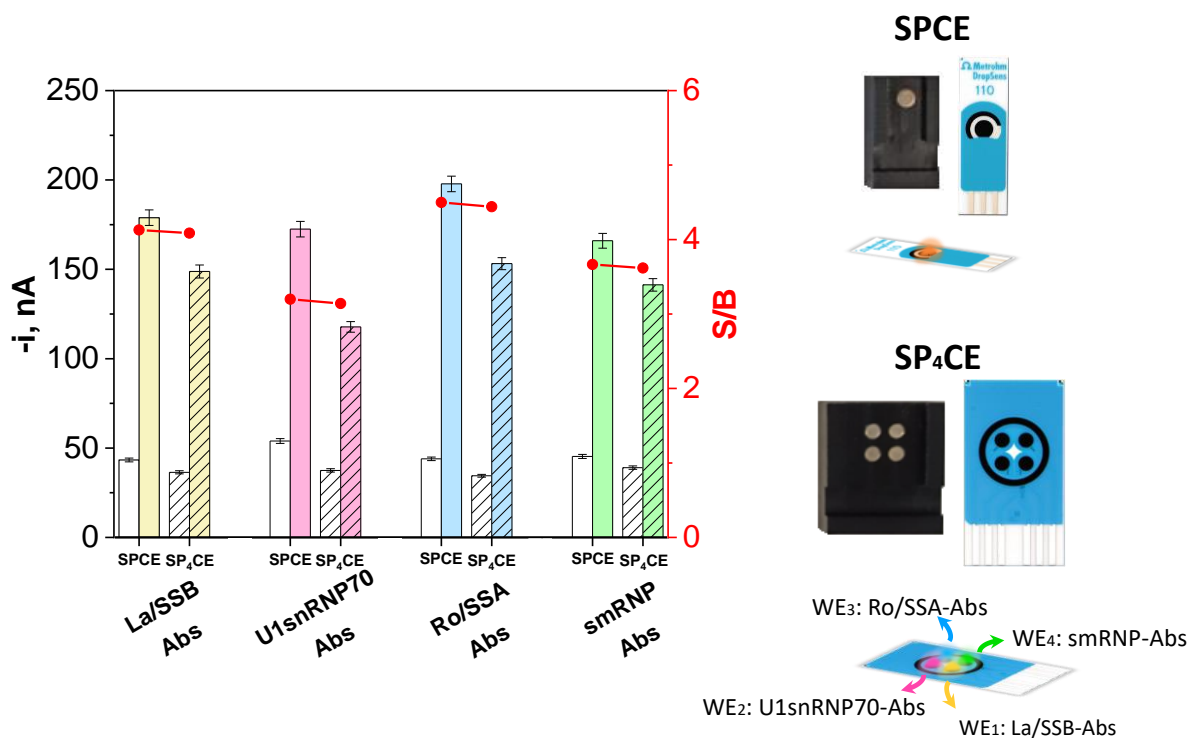 SPCE
Ω Metrohm
DropSens
110
250
200
150
100
50
0
-i, nA
6
4
2
0
S/B
SPCE SP₄CE SPCE SP₄CE SPCE SP₄CE SPCE SP₄CE
La/SSB
Abs
U1snRNP70
Abs
Ro/SSA
Abs
smRNP
Abs
SP₄CE
WE₃: Ro/SSA-Abs
WE₄: smRNP-Abs
WE₂: U1snRNP70-Abs
WE₁: La/SSB-Abs